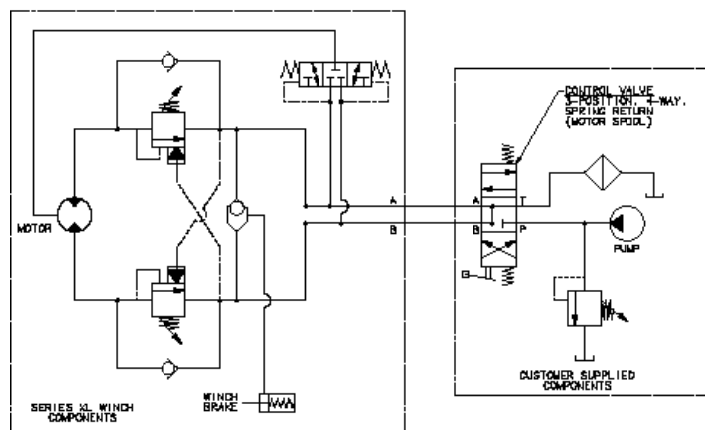 CONTROL VALVE
3-POSITION, 4-WAY,
SPRING RETURN
(MOTOR SPOOL)
A
A
T
B
B
P
MOTOR
PUMP
WINCH
BRAKE
SERIES XL WINCH
COMPONENTS
CUSTOMER SUPPLIED
COMPONENTS